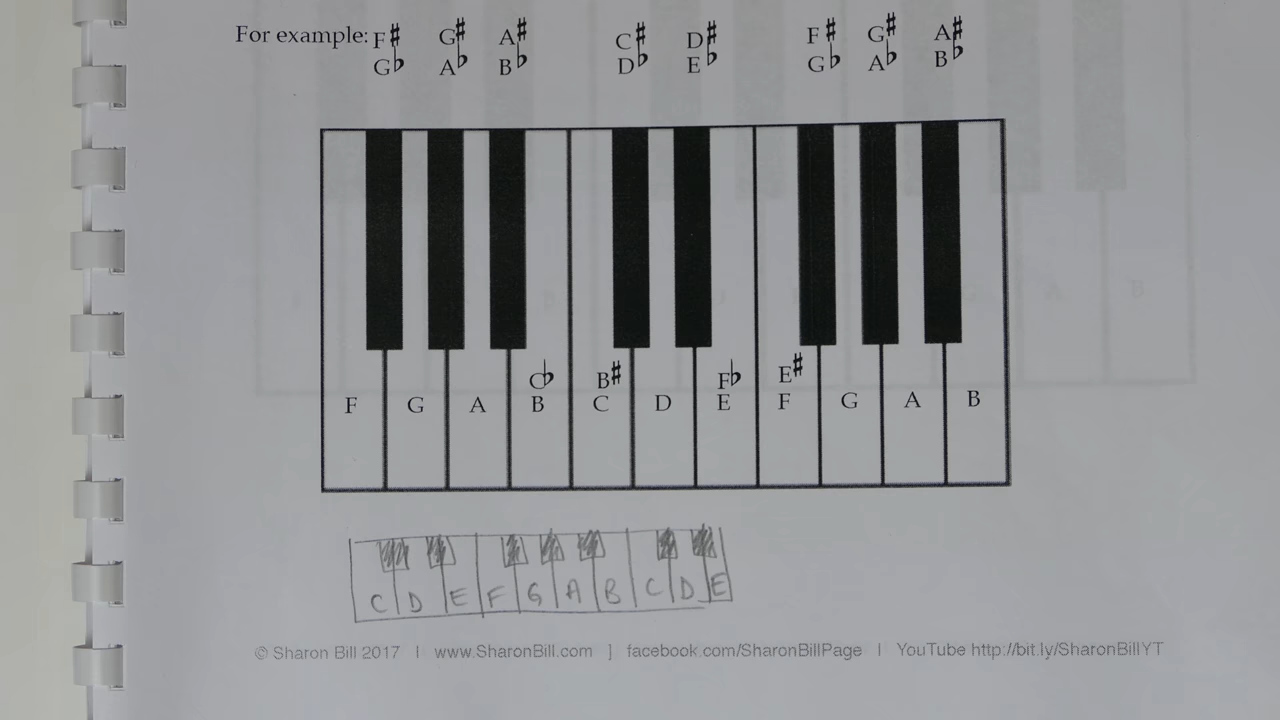 For example: F♯ G♯ A♯ C♯ D♯ F♯ G♯ A♯
G♭ A♭ B♭ D♭ E♭ G♭ A♭ B♭
C♭ B♯ F♭ E♯
F G A B C D E F G A B
C D E F G A B C D E
© Sharon Bill 2017 | www.SharonBill.com ] facebook.com/SharonBillPage | YouTube http://bit.ly/SharonBillYT